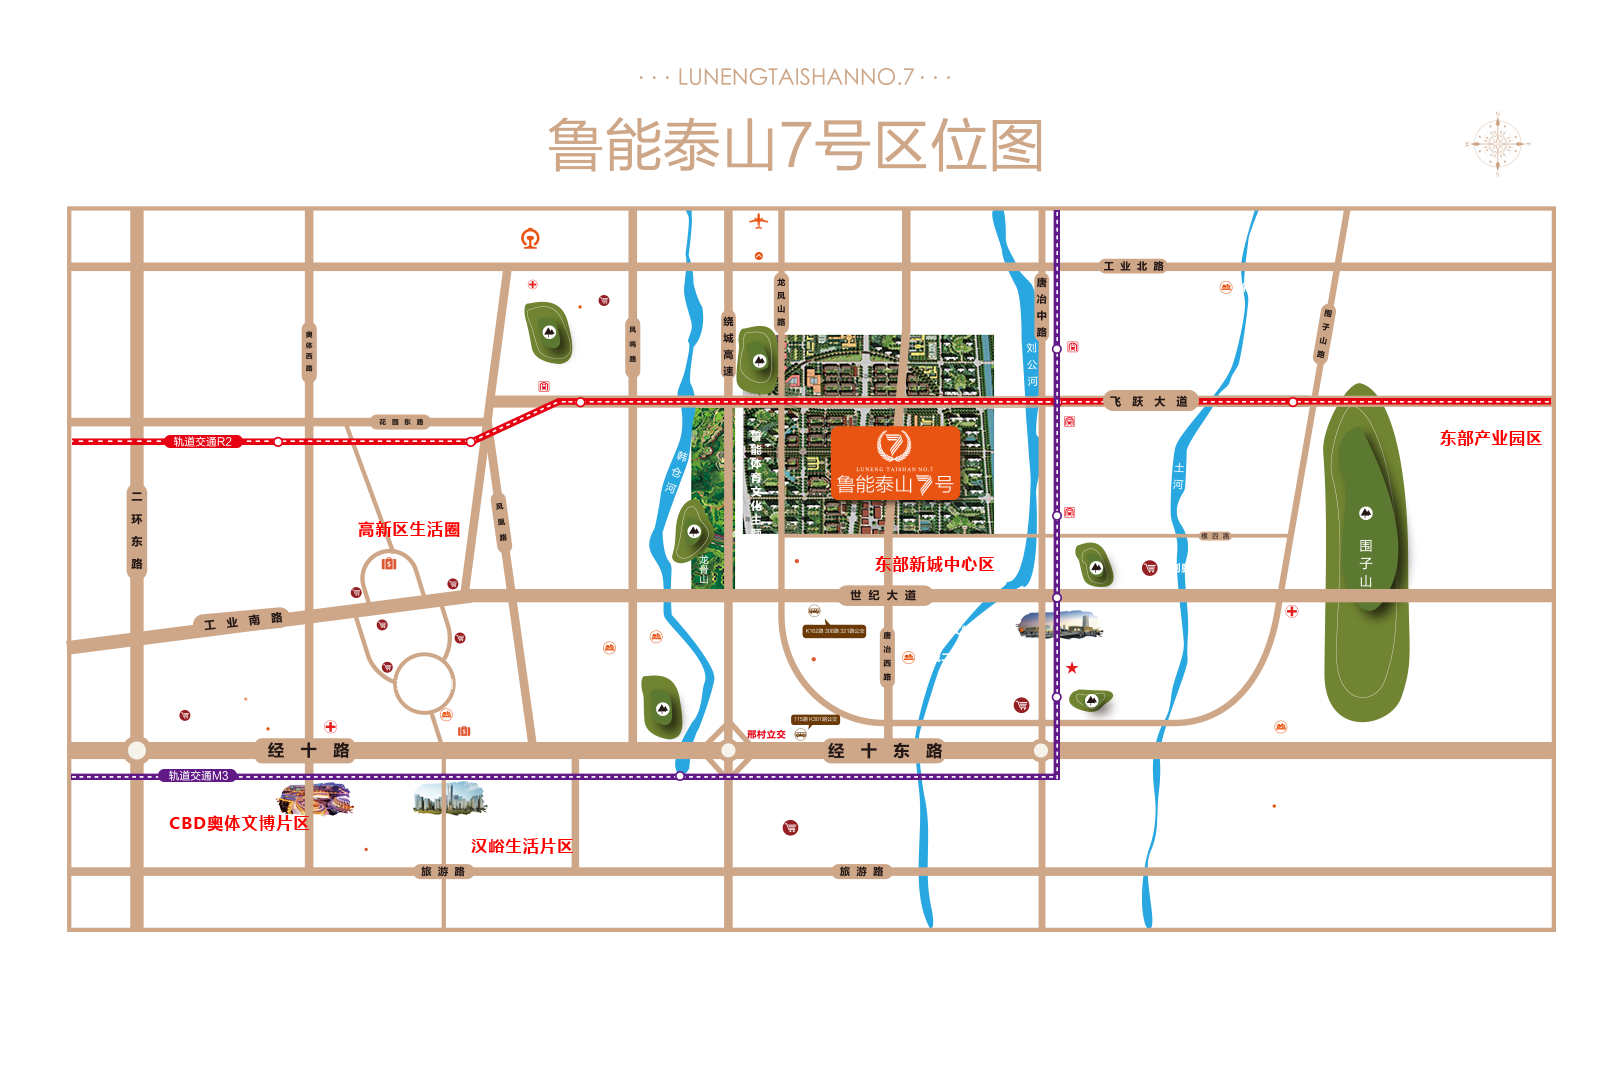 ···LUNENGTAISHANNO.7···
鲁能泰山7号区位图
N
W
E
S
工业北路
奥体西路
凤鸣路
绕城高速
龙凤山路
唐冶中路
刘公河
围子山路
飞跃大道
花园东路
轨道交通R2
二环东路
韩仓河
鲁能体育文化
LUNENG TAISHAN NO.7
鲁能泰山7号
土河
东部产业园区
凤凰路
高新区生活圈
横四路
围子山
龙骨山
东部新城中心区
世纪大道
工业南路
K162路 308路 321路公交
唐冶西路
115路 K301路公交
邢村立交
经十路
经十东路
轨道交通M3
CBD奥体文博片区
汉峪生活片区
旅游路
旅游路